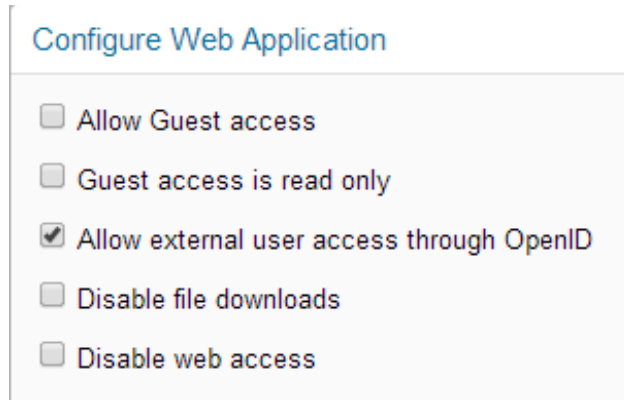 Configure Web Application
Allow Guest access
Guest access is read only
Allow external user access through OpenID
Disable file downloads
Disable web access